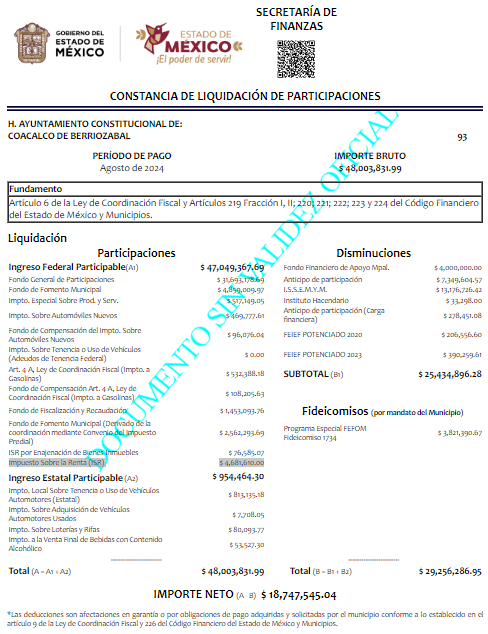 SECRETARÍA DE
FINANZAS
GOBIERNO DEL
ESTADO DE
MÉXICO
ESTADO DE
MÉXICO
¡El poder de servir!
CONSTANCIA DE LIQUIDACIÓN DE PARTICIPACIONES
H. AYUNTAMIENTO CONSTITUCIONAL DE:
COACALCO DE BERRIOZABAL
93
PERÍODO DE PAGO
IMPORTE BRUTO
Agosto de 2024
$ 48,003,831.99
Fundamento
Artículo 6 de la Ley de Coordinación Fiscal y Artículos 219 Fracción I, II; 220; 221; 222; 223 y 224 del Código Financiero
del Estado de México y Municipios.
Liquidación
Participaciones
Ingreso Federal Participable(A1) $ 47,049,367.69
Fondo General de Participaciones $ 31,693,178.69
Fondo de Fomento Municipal $ 4,859,009.97
Impto. Especial Sobre Prod. y Serv. $ 517,149.05
Impto. Sobre Automóviles Nuevos $ 469,777.61
Fondo de Compensación del Impto. Sobre
Automóviles Nuevos $ 96,076.04
Impto. Sobre Tenencia o Uso de Vehículos
(Adeudos de Tenencia Federal) $ 0.00
Art. 4 A, Ley de Coordinación Fiscal (Impto. a
Gasolinas) $ 532,388.18
Fondo de Compensación Art. 4 A, Ley de
Coordinación Fiscal (Impto. a Gasolinas) $ 108,205.63
Fondo de Fiscalización y Recaudación $ 1,453,093.76
Fondo de Fomento Municipal (Derivado de la
coordinación mediante Convenio del Impuesto
Predial) $ 2,562,293.69
ISR por Enajenación de Bienes Inmuebles $ 76,585.07
Impuesto Sobre la Renta (ISR) $ 4,681,610.00
Ingreso Estatal Participable (A2) $ 954,464.30
Impto. Local Sobre Tenencia o Uso de Vehículos
Automotores (Estatal) $ 813,135.18
Impto. Sobre Adquisición de Vehículos
Automotores Usados $ 7,708.05
Impto. Sobre Loterías y Rifas $ 80,093.77
Impto. a la Venta Final de Bebidas con Contenido
Alcohólico $ 53,527.30
Total (A = A1 + A2) $ 48,003,831.99
Disminuciones
Fondo Financiero de Apoyo Mpal. $ 4,000,000.00
Anticipo de participación $ 7,349,604.57
I.S.S.E.M.Y.M. $ 13,176,726.42
Instituto Hacendario $ 33,298.00
Anticipo de participación (Carga
financiera) $ 278,451.08
FEIEF POTENCIADO 2020 $ 206,556.60
FEIEF POTENCIADO 2023 $ 390,259.61
SUBTOTAL (B1) $ 25,434,896.28
Fideicomisos (por mandato del Municipio)
Programa Especial FEFOM
Fideicomiso 1734 $ 3,821,390.67
Total (B = B1 + B2) $ 29,256,286.95
IMPORTE NETO (A B) $ 18,747,545.04
*Las deducciones son afectaciones en garantía o por obligaciones de pago adquiridas y solicitadas por el municipio conforme a lo establecido en el
artículo 9 de la Ley de Coordinación Fiscal y 226 del Código Financiero del Estado de México y Municipios.
DOCUMENTO SIN VALIDEZ OFICIAL